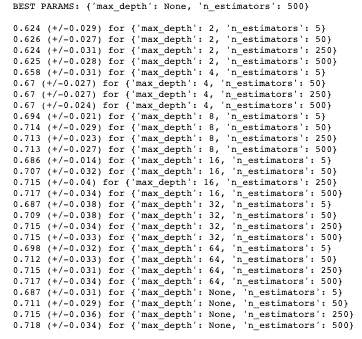 BEST PARAMS: {'max_depth': None, 'n_estimators': 500}
0.624 (+/-0.029) for {'max_depth': 2, 'n_estimators': 5}
0.626 (+/-0.027) for {'max_depth': 2, 'n_estimators': 50}
0.624 (+/-0.031) for {'max_depth': 2, 'n_estimators': 250}
0.625 (+/-0.028) for {'max_depth': 2, 'n_estimators': 500}
0.658 (+/-0.031) for {'max_depth': 4, 'n_estimators': 5}
0.67 (+/-0.027) for {'max_depth': 4, 'n_estimators': 50}
0.67 (+/-0.027) for {'max_depth': 4, 'n_estimators': 250}
0.67 (+/-0.024) for {'max_depth': 4, 'n_estimators': 500}
0.694 (+/-0.021) for {'max_depth': 8, 'n_estimators': 5}
0.714 (+/-0.029) for {'max_depth': 8, 'n_estimators': 50}
0.713 (+/-0.023) for {'max_depth': 8, 'n_estimators': 250}
0.713 (+/-0.027) for {'max_depth': 8, 'n_estimators': 500}
0.686 (+/-0.014) for {'max_depth': 16, 'n_estimators': 5}
0.707 (+/-0.032) for {'max_depth': 16, 'n_estimators': 50}
0.715 (+/-0.04) for {'max_depth': 16, 'n_estimators': 250}
0.717 (+/-0.034) for {'max_depth': 16, 'n_estimators': 500}
0.687 (+/-0.038) for {'max_depth': 32, 'n_estimators': 5}
0.709 (+/-0.038) for {'max_depth': 32, 'n_estimators': 50}
0.715 (+/-0.034) for {'max_depth': 32, 'n_estimators': 250}
0.715 (+/-0.033) for {'max_depth': 32, 'n_estimators': 500}
0.698 (+/-0.032) for {'max_depth': 64, 'n_estimators': 5}
0.712 (+/-0.033) for {'max_depth': 64, 'n_estimators': 50}
0.715 (+/-0.031) for {'max_depth': 64, 'n_estimators': 250}
0.717 (+/-0.034) for {'max_depth': 64, 'n_estimators': 500}
0.687 (+/-0.031) for {'max_depth': None, 'n_estimators': 5}
0.711 (+/-0.029) for {'max_depth': None, 'n_estimators': 50}
0.715 (+/-0.036) for {'max_depth': None, 'n_estimators': 250}
0.718 (+/-0.034) for {'max_depth': None, 'n_estimators': 500}